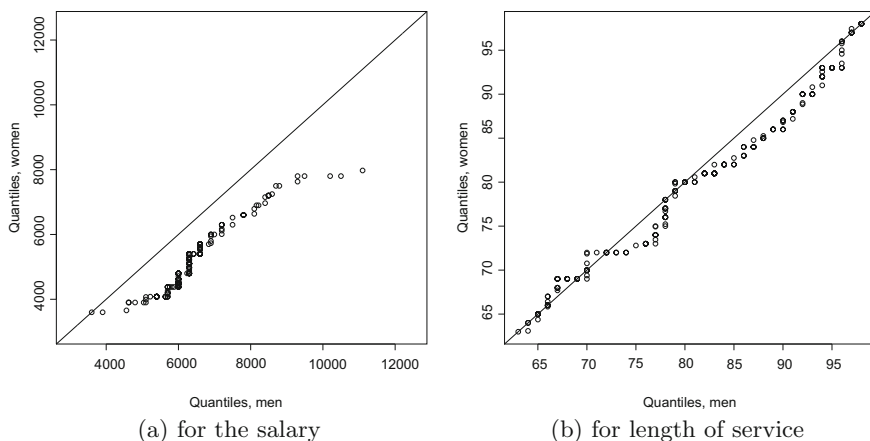 12000
10000
8000
6000
4000
Quantiles, women
4000 6000 8000 10000 12000
Quantiles, men
(a) for the salary
95
90
85
80
75
70
65
Quantiles, women
65 70 75 80 85 90 95
Quantiles, men
(b) for length of service